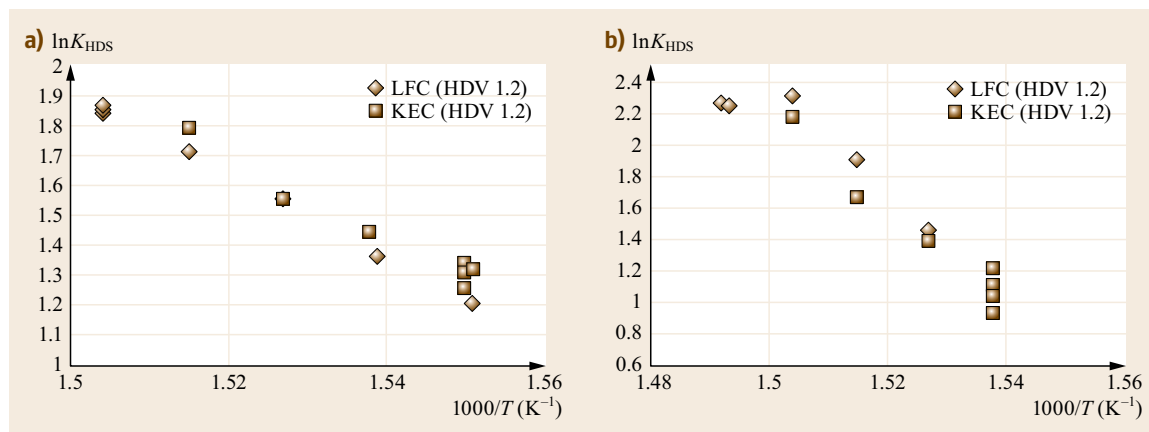 a) lnK_HDS
2
1.9
1.8
1.7
1.6
1.5
1.4
1.3
1.2
1.1
1
LFC (HDV 1.2)
KEC (HDV 1.2)
1.5 1.52 1.54 1.56
1000/T (K⁻¹)
b) lnK_HDS
2.4
2.2
2
1.8
1.6
1.4
1.2
1
0.8
0.6
LFC (HDV 1.2)
KEC (HDV 1.2)
1.48 1.5 1.52 1.54 1.56
1000/T (K⁻¹)